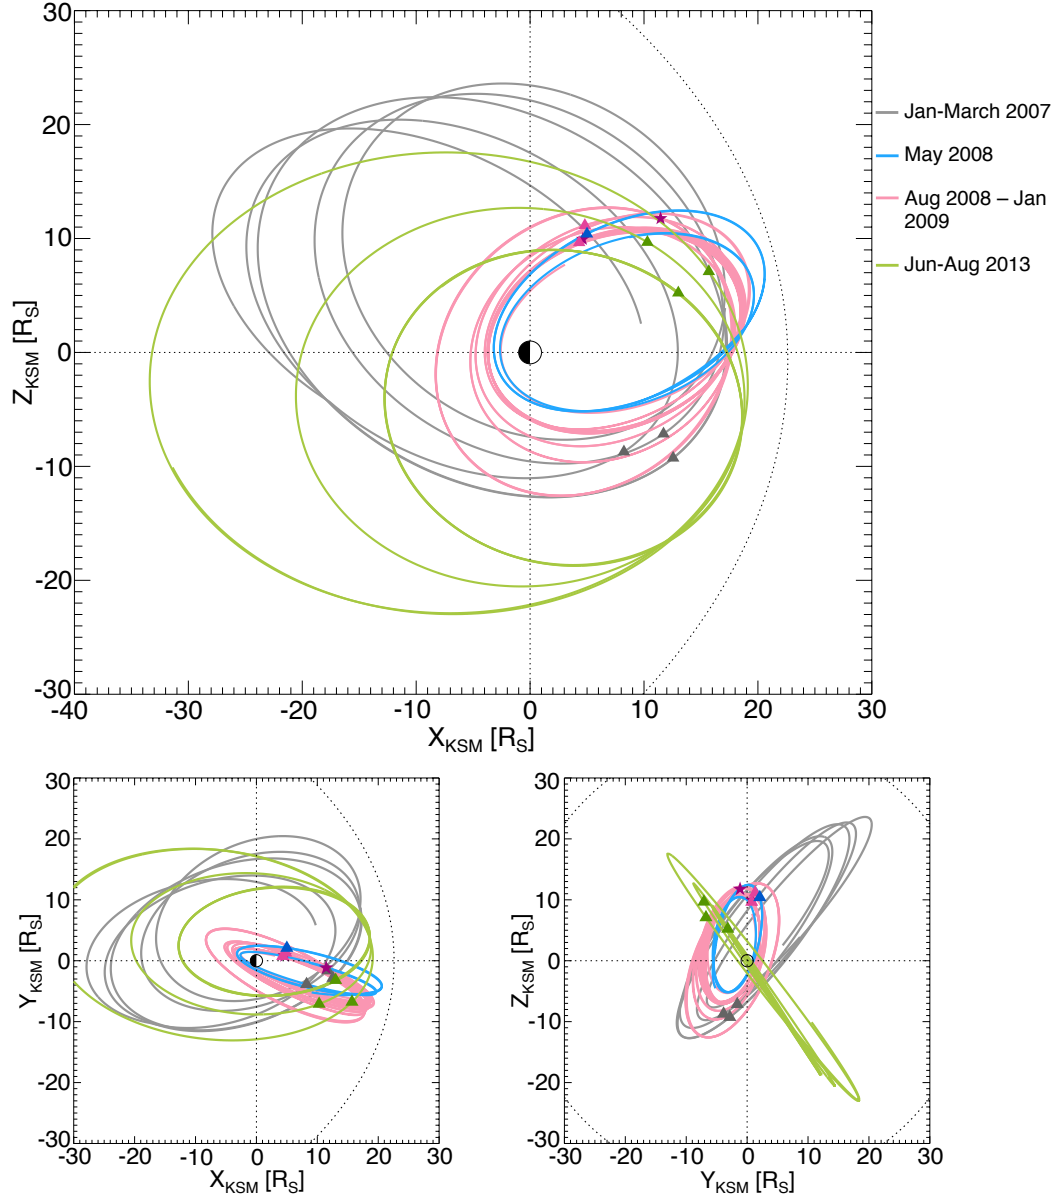 30
20
10
0
-10
-20
-30
Z_KSM [R_S]
-40 -30 -20 -10 0 10 20 30
X_KSM [R_S]
Jan-March 2007
May 2008
Aug 2008 – Jan
2009
Jun-Aug 2013
30
20
10
0
-10
-20
-30
Y_KSM [R_S]
-30 -20 -10 0 10 20 30
X_KSM [R_S]
30
20
10
0
-10
-20
-30
Z_KSM [R_S]
-30 -20 -10 0 10 20 30
Y_KSM [R_S]